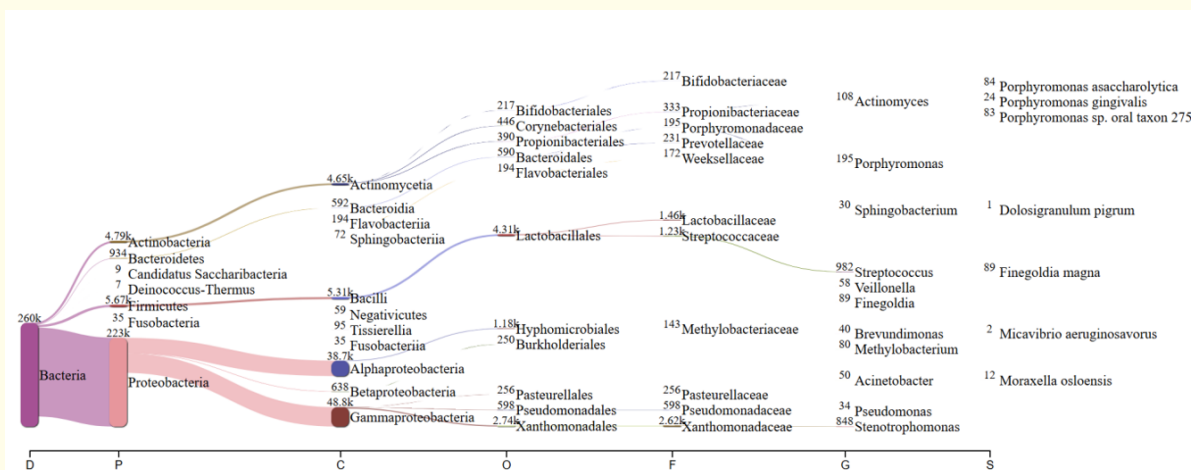 260k
Bacteria
4.79k
Actinobacteria
934
Bacteroidetes
9
Candidatus Saccharibacteria
7
Deinococcus-Thermus
5.67k
Firmicutes
35
Fusobacteria
223k
Proteobacteria
4.65k
Actinomycetia
592
Bacteroidia
194
Flavobacteriia
72
Sphingobacteriia
5.31k
Bacilli
59
Negativicutes
95
Tissierellia
35
Fusobacteriia
38.7k
Alphaproteobacteria
638
Betaproteobacteria
48.8k
Gammaproteobacteria
217
Bifidobacteriales
446
Corynebacteriales
390
Propionibacteriales
590
Bacteroidales
194
Flavobacteriales
4.31k
Lactobacillales
1.18k
Hyphomicrobiales
250
Burkholderiales
256
Pasteurellales
598
Pseudomonadales
2.74k
Xanthomonadales
217
Bifidobacteriaceae
333
Propionibacteriaceae
195
Porphyromonadaceae
231
Prevotellaceae
172
Weeksellaceae
1.46k
Lactobacillaceae
1.23k
Streptococcaceae
143
Methylobacteriaceae
256
Pasteurellaceae
598
Pseudomonadaceae
2.62k
Xanthomonadaceae
108
Actinomyces
195
Porphyromonas
30
Sphingobacterium
982
Streptococcus
58
Veillonella
89
Finegoldia
40
Brevundimonas
80
Methylobacterium
50
Acinetobacter
34
Pseudomonas
848
Stenotrophomonas
84
Porphyromonas asaccharolytica
24
Porphyromonas gingivalis
83
Porphyromonas sp. oral taxon 275
1
Dolosigranulum pigrum
89
Finegoldia magna
2
Micavibrio aeruginosavorus
12
Moraxella osloensis
D P C O F G S